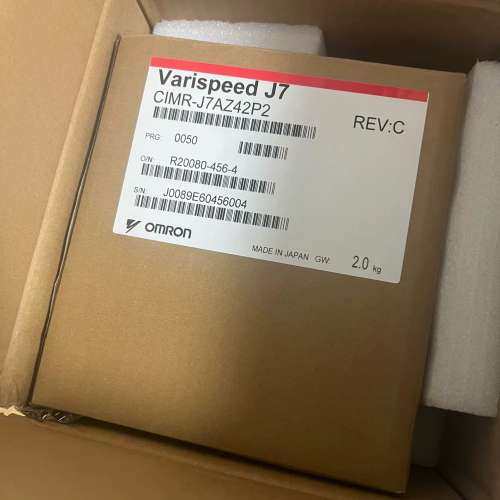 Varispeed J7
CIMR-J7AZ42P2
REV:C
PRG: 0050
O/N: R20080-456-4
S/N: J0089E60456004
OMRON
MADE IN JAPAN GW: 2.0 kg